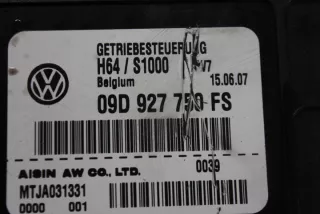 GETRIEBESTEUERUNG
H64 / S1000
Belgium 15.06.07
09D 927 750 FS
0039
AISIN AW CO., LTD.
MTJA031331
0000 001